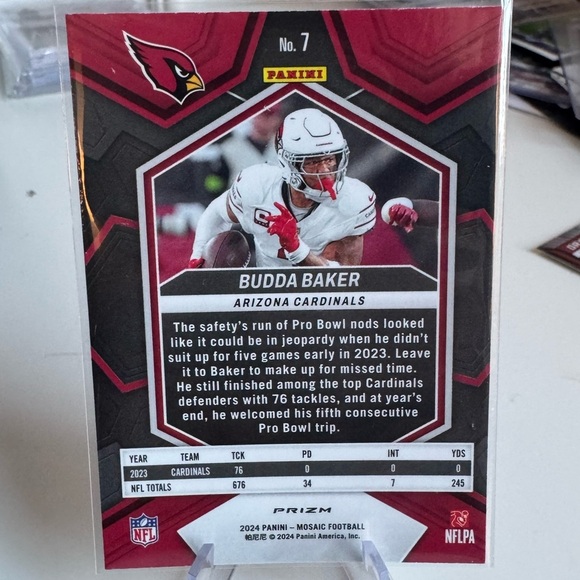 No. 7
PANINI
BUDDA BAKER
ARIZONA CARDINALS
The safety's run of Pro Bowl nods looked
like it could be in jeopardy when he didn't
suit up for five games early in 2023. Leave
it to Baker to make up for missed time.
He still finished among the top Cardinals
defenders with 76 tackles, and at year's
end, he welcomed his fifth consecutive
Pro Bowl trip.
YEAR TEAM TCK PD INT YDS
2023 CARDINALS 76 0 0 0
NFL TOTALS 676 34 7 245
PRIZM
2024 PANINI – MOSAIC FOOTBALL
帕尼尼 © 2024 Panini America, Inc.
NFL
NFLPA